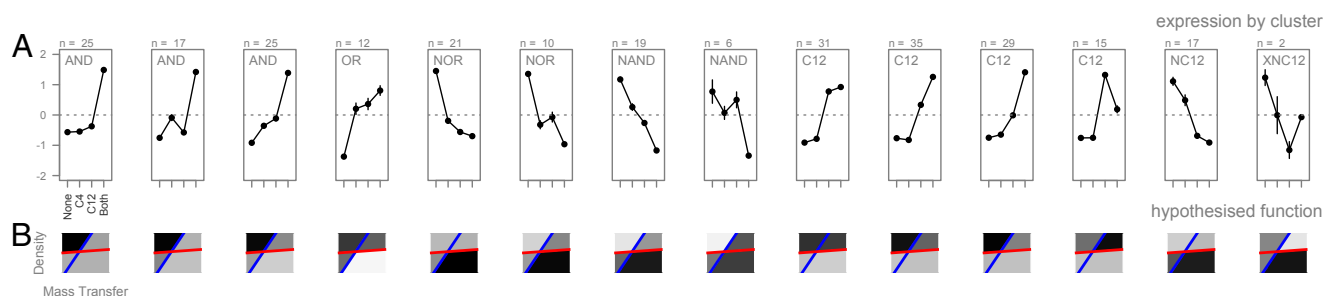 expression by cluster
A
n = 25 n = 17 n = 25 n = 12 n = 21 n = 10 n = 19 n = 6 n = 31 n = 35 n = 29 n = 15 n = 17 n = 2
AND AND AND OR NOR NOR NAND NAND C12 C12 C12 C12 NC12 XNC12
2
1
0
-1
-2
None
C4
C12
Both
hypothesised function
B
Density
Mass Transfer